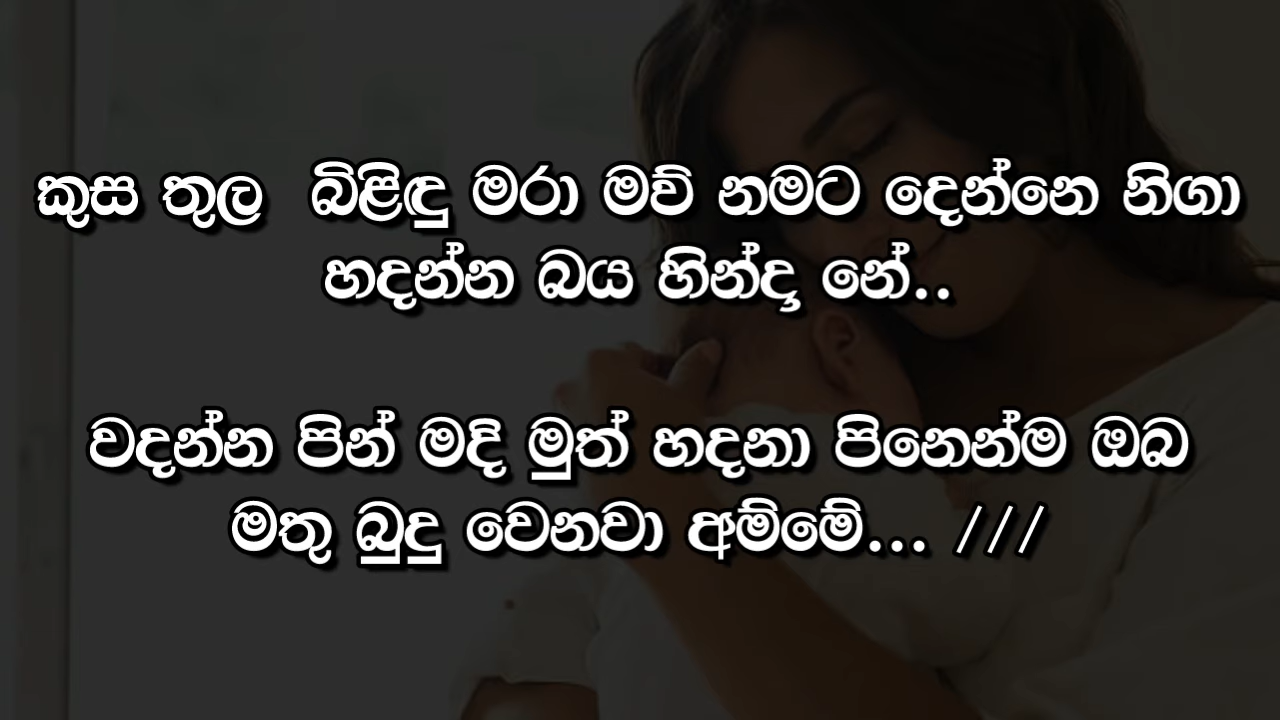 කුස තුල බිළිඳු මරා මව් නමට දෙන්නෙ නිගා
හදන්න බය හින්දා නේ..
වදන්න පින් මදි මුත් හදනා පිනෙන්ම ඔබ
මතු බුදු වෙනවා අම්මේ... ///